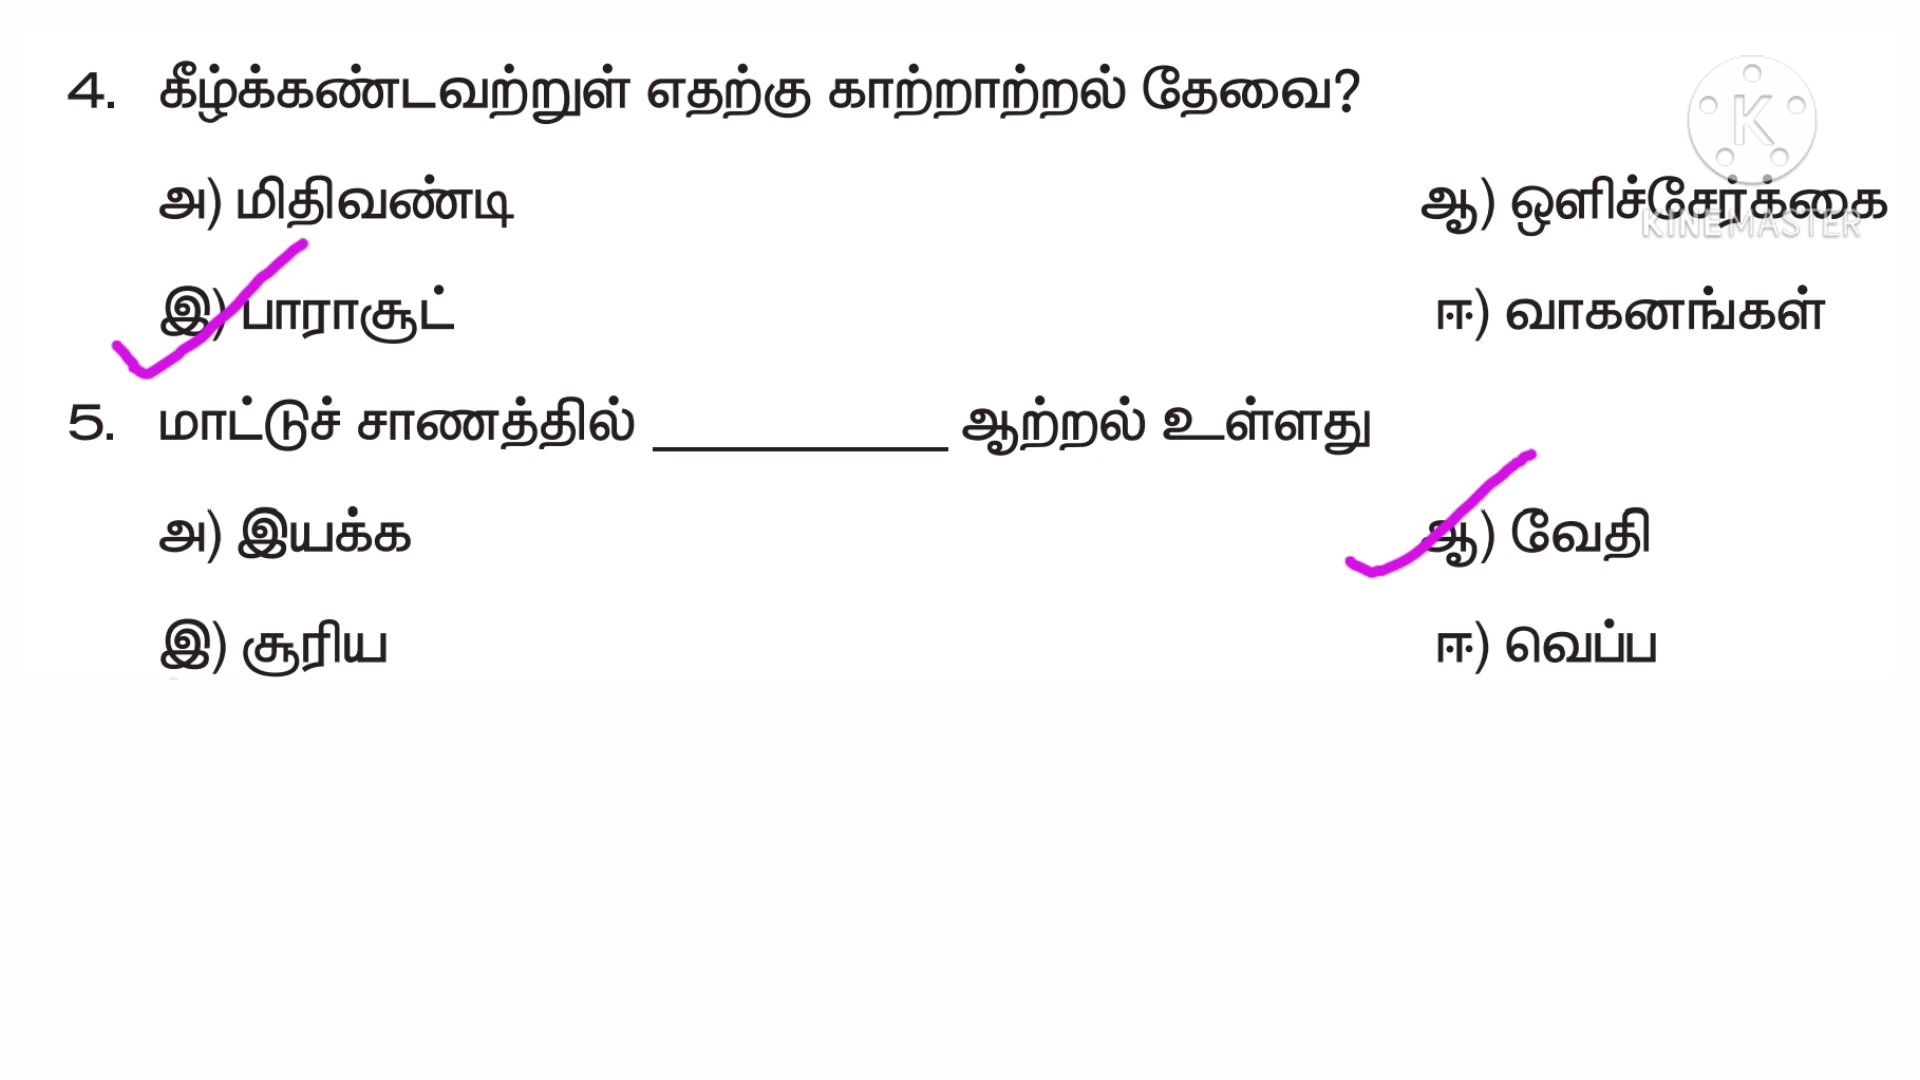 4. கீழ்க்கண்டவற்றுள் எதற்கு காற்றாற்றல் தேவை?
அ) மிதிவண்டி ஆ) ஒளிச்சேர்க்கை
K
KINEMASTER
இ) பாராசூட் ஈ) வாகனங்கள்
5. மாட்டுச் சாணத்தில் __________ ஆற்றல் உள்ளது
அ) இயக்க ஆ) வேதி
இ) சூரிய ஈ) வெப்ப